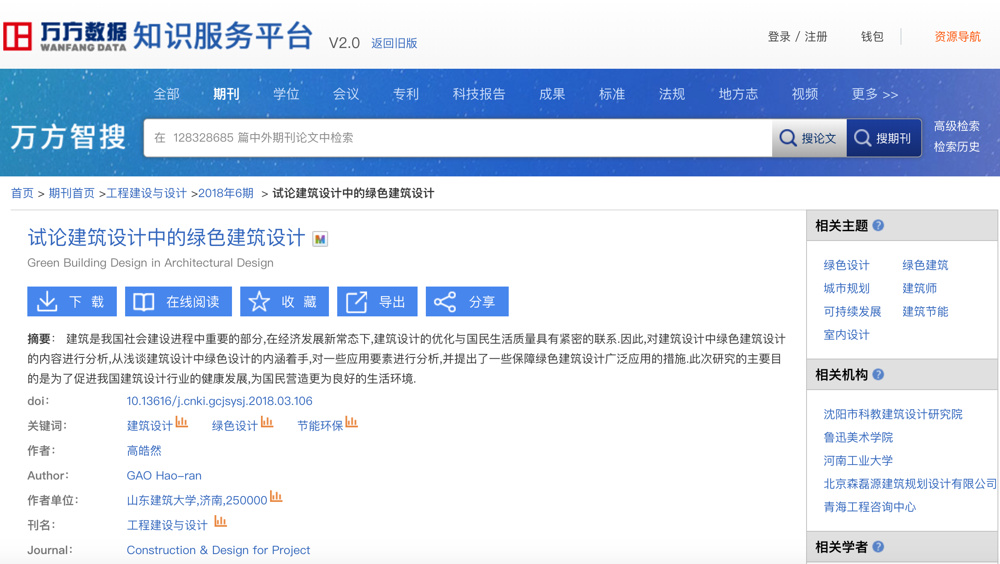 万方数据 知识服务平台 V2.0 返回旧版 登录 / 注册 钱包 资源导航
WANFANG DATA
全部 期刊 学位 会议 专利 科技报告 成果 标准 法规 地方志 视频 更多 >>
万方智搜 在 128328685 篇中外期刊论文中检索 搜论文 搜期刊 高级检索
检索历史
首页 > 期刊首页 >工程建设与设计 >2018年6期 > 试论建筑设计中的绿色建筑设计
试论建筑设计中的绿色建筑设计 M
Green Building Design in Architectural Design
下 载 在线阅读 收 藏 导出 分享
摘要： 建筑是我国社会建设进程中重要的部分,在经济发展新常态下,建筑设计的优化与国民生活质量具有紧密的联系.因此,对建筑设计中绿色建筑设计
的内容进行分析,从浅谈建筑设计中绿色设计的内涵着手,对一些应用要素进行分析,并提出了一些保障绿色建筑设计广泛应用的措施.此次研究的主要目
的是为了促进我国建筑设计行业的健康发展,为国民营造更为良好的生活环境.
doi： 10.13616/j.cnki.gcjsysj.2018.03.106
关键词： 建筑设计 绿色设计 节能环保
作者： 高皓然
Author： GAO Hao-ran
作者单位： 山东建筑大学,济南,250000
刊名： 工程建设与设计
Journal： Construction & Design for Project
相关主题 ?
绿色设计 绿色建筑
城市规划 建筑师
可持续发展 建筑节能
室内设计
相关机构 ?
沈阳市科教建筑设计研究院
鲁迅美术学院
河南工业大学
北京森磊源建筑规划设计有限公司
青海工程咨询中心
相关学者 ?